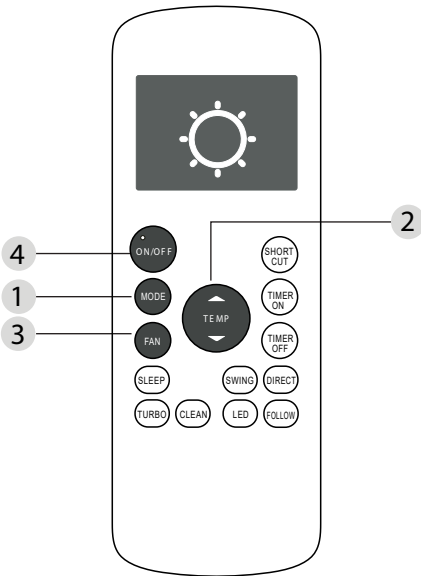 2
ON/OFF
4
SHORT
CUT
1
MODE
TEMP
TIMER
ON
3
FAN
TIMER
OFF
SLEEP
SWING
DIRECT
TURBO
CLEAN
LED
FOLLOW